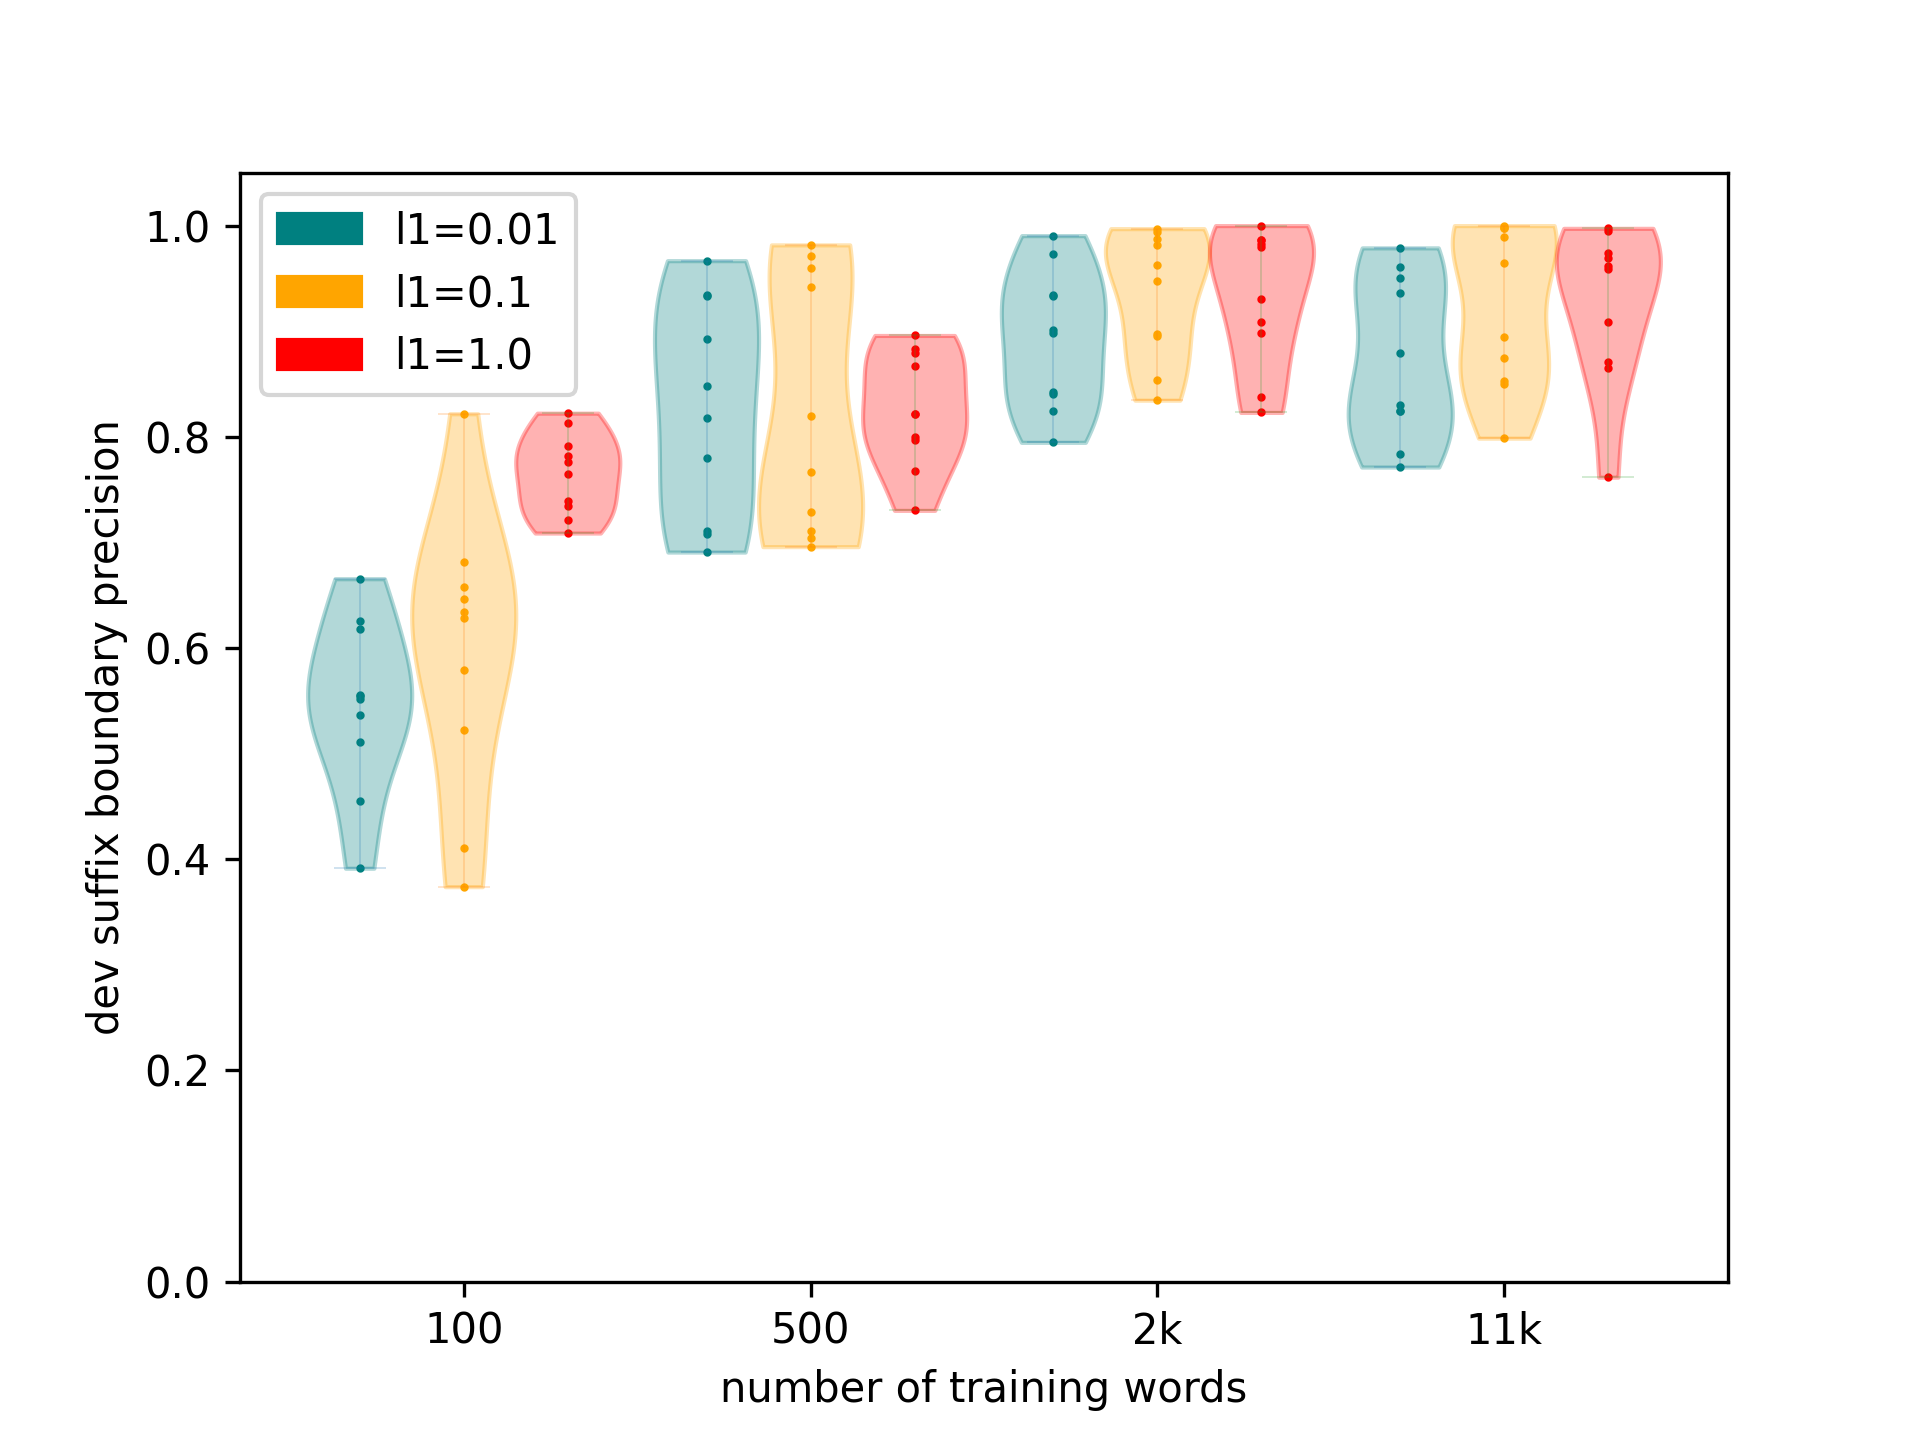 l1=0.01
l1=0.1
l1=1.0
1.0
0.8
0.6
0.4
0.2
0.0
dev suffix boundary precision
100 500 2k 11k
number of training words